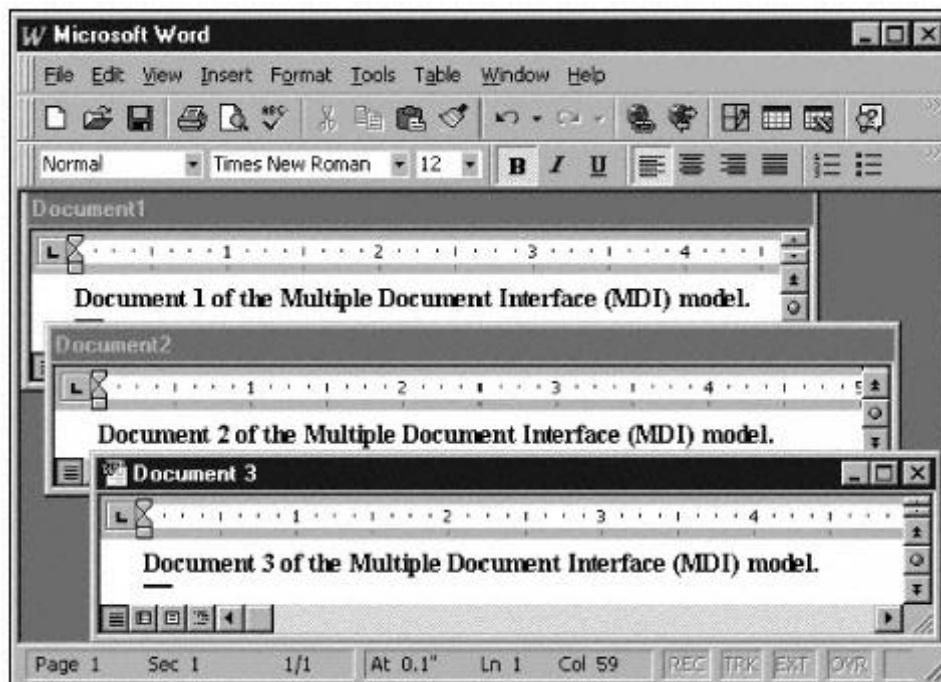 W Microsoft Word
File Edit View Insert Format Tools Table Window Help
ABC
Normal Times New Roman 12 B I U
Document1
L 1 2 3 4
Document 1 of the Multiple Document Interface (MDI) model.
Document2
L 1 2 3 4 5
Document 2 of the Multiple Document Interface (MDI) model.
Document 3
L 1 2 3 4
Document 3 of the Multiple Document Interface (MDI) model.
Page 1 Sec 1 1/1 At 0.1" Ln 1 Col 59 REC TRK EXT OVR